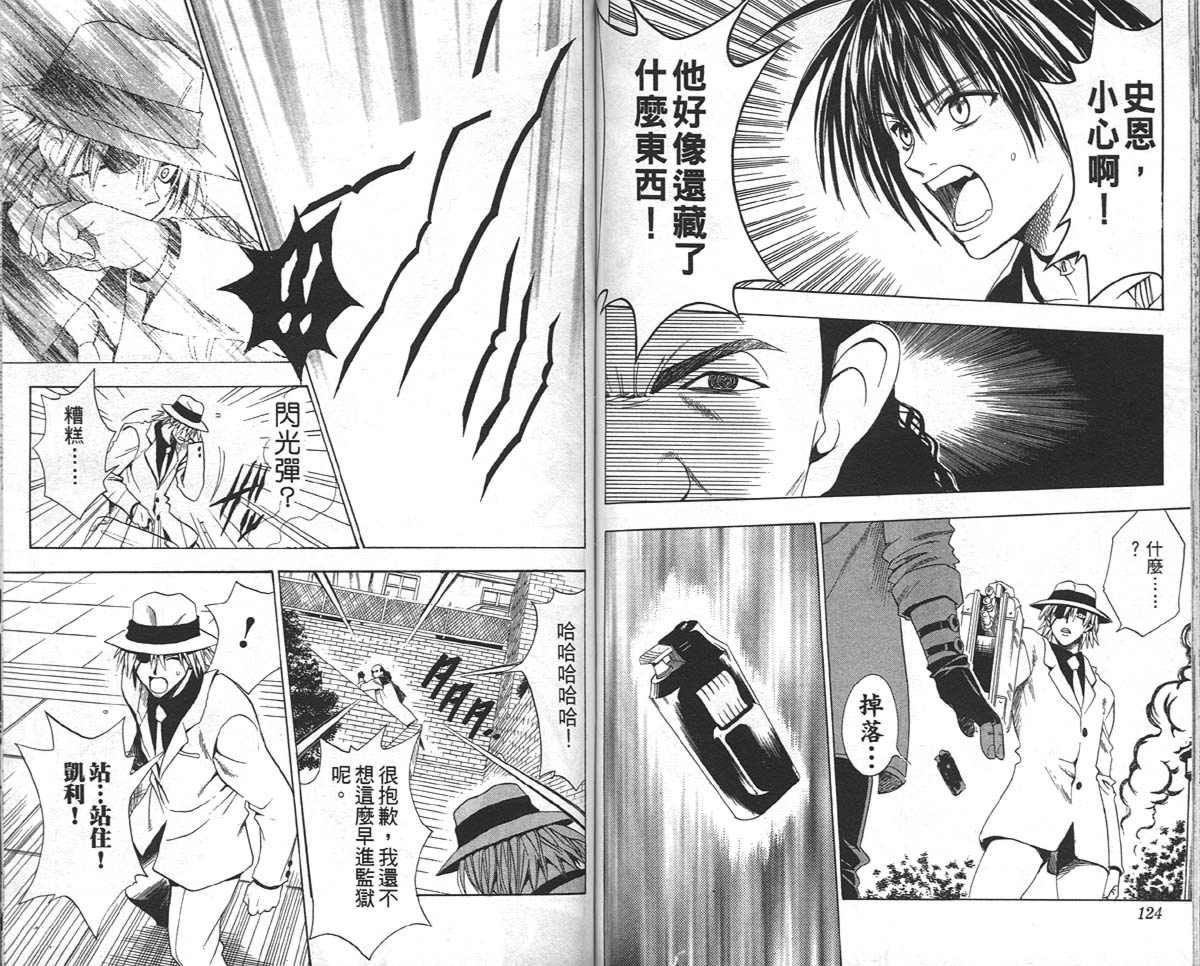 史恩，
小心啊！
他好像還藏了
什麼東西！
什麼……
？
掉落…
124
!!
閃光彈？
糟糕……
哈哈哈哈哈！
很抱歉，我還不
想這麼早進監獄
呢。
！
站…站住！
凱利！